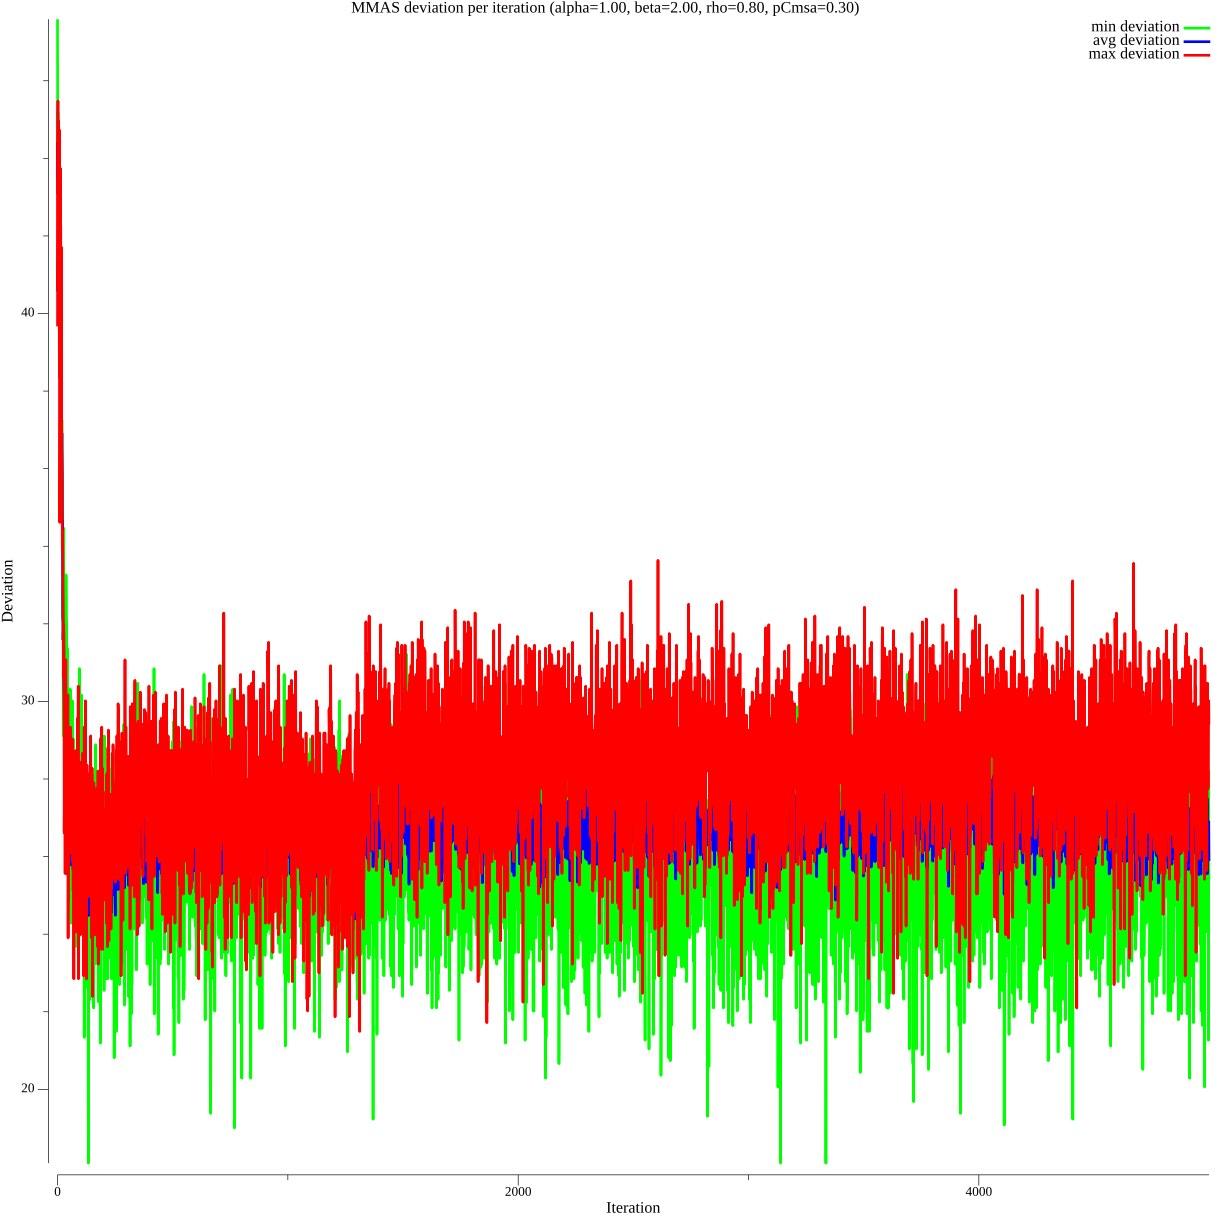 MMAS deviation per iteration (alpha=1.00, beta=2.00, rho=0.80, pCmsa=0.30)
min deviation
avg deviation
max deviation
40
30
20
Deviation
0
2000
4000
Iteration